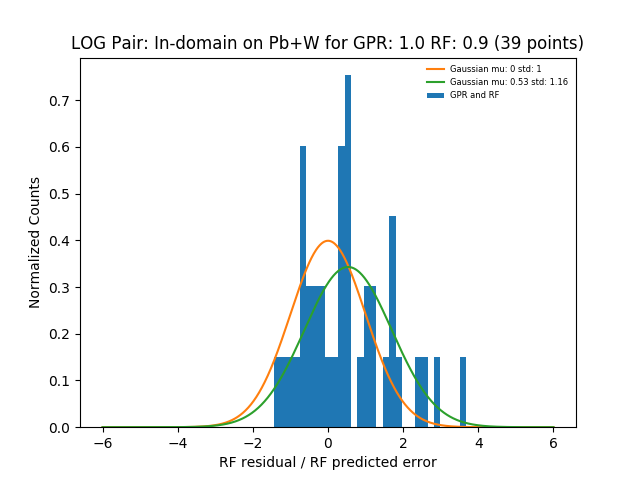 LOG Pair: In-domain on Pb+W for GPR: 1.0 RF: 0.9 (39 points)
Gaussian mu: 0 std: 1
Gaussian mu: 0.53 std: 1.16
GPR and RF
Normalized Counts
0.7
0.6
0.5
0.4
0.3
0.2
0.1
0.0
−6 −4 −2 0 2 4 6
RF residual / RF predicted error